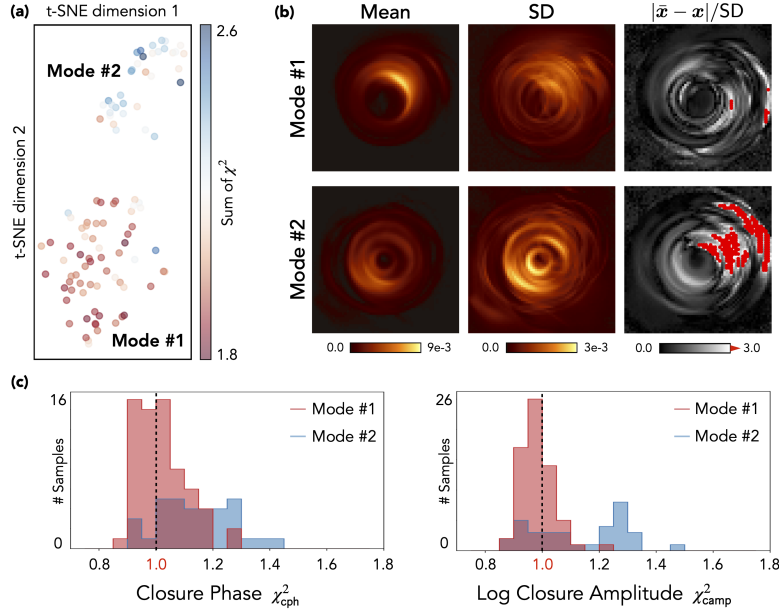 (a)
t-SNE dimension 1
t-SNE dimension 2
Mode #2
Mode #1
2.6
Sum of χ²
1.8
(b)
Mean
SD
|x̄ − x|/SD
Mode #1
Mode #2
0.0
9e-3
0.0
3e-3
0.0
3.0
(c)
16
# Samples
0
Mode #1
Mode #2
0.8
1.0
1.2
1.4
1.6
1.8
Closure Phase χ²cph
26
# Samples
0
Mode #1
Mode #2
0.8
1.0
1.2
1.4
1.6
1.8
Log Closure Amplitude χ²camp